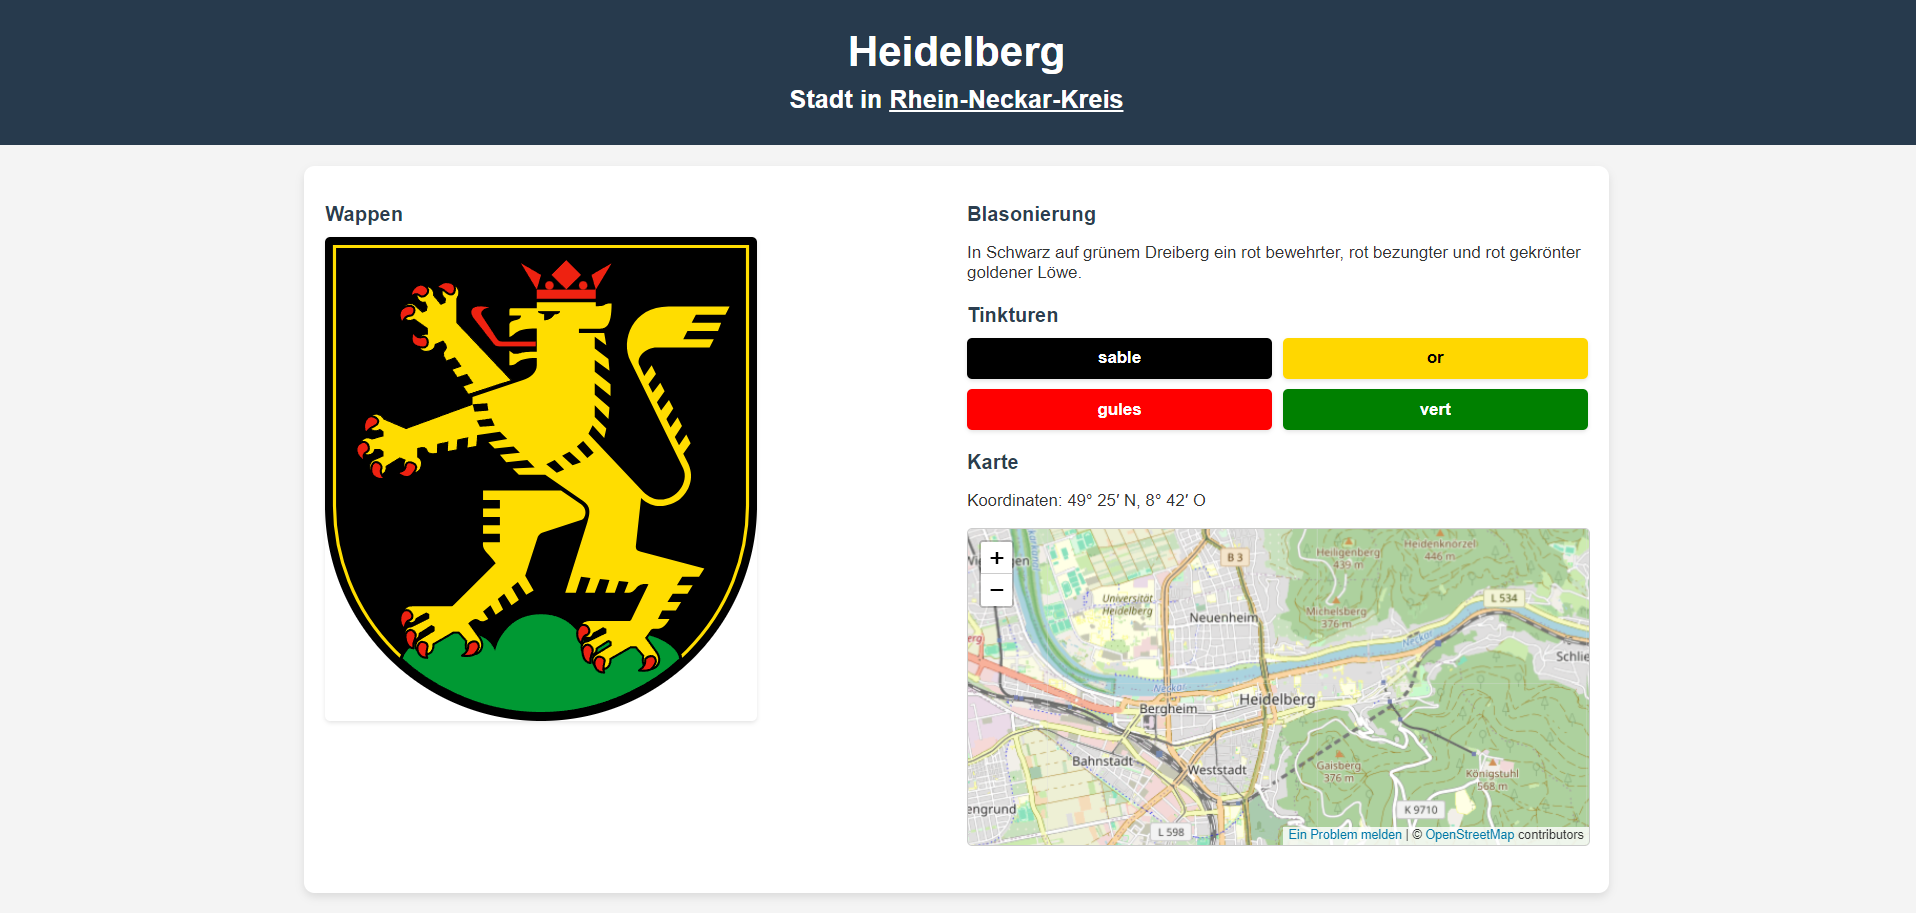 Heidelberg
Stadt in Rhein-Neckar-Kreis
Wappen
Blasonierung
In Schwarz auf grünem Dreiberg ein rot bewehrter, rot bezungter und rot gekrönter
goldener Löwe.
Tinkturen
sable
or
gules
vert
Karte
Koordinaten: 49° 25′ N, 8° 42′ O
+
−
B 3
Heiligenberg
439 m
Heidenknörzel
446 m
Universität
Heidelberg
Neuenheim
Michelsberg
376 m
L 534
Neckar
Schlie
Neckar
Bergheim
Heidelberg
Bahnstadt
Weststadt
Gaisberg
376 m
Königstuhl
568 m
engrund
K 9710
L 598
Ein Problem melden | © OpenStreetMap contributors